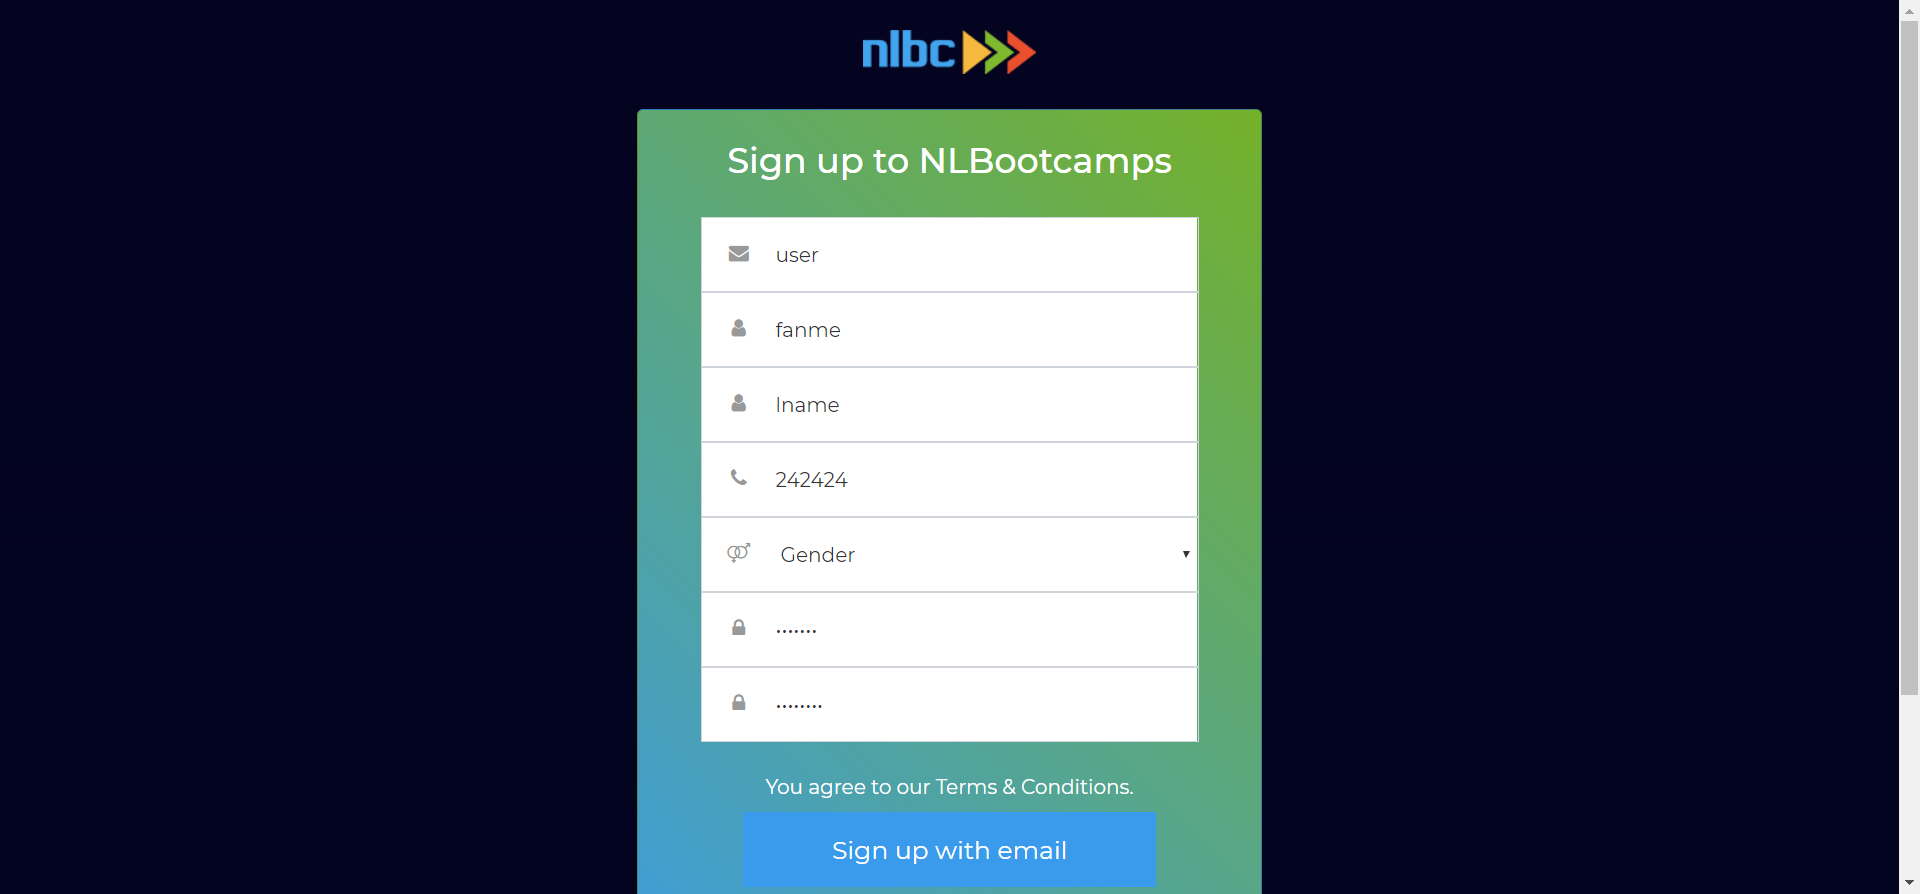 nlbc
Sign up to NLBootcamps
user
fanme
lname
242424
Gender
•••••••
••••••••
You agree to our Terms & Conditions.
Sign up with email